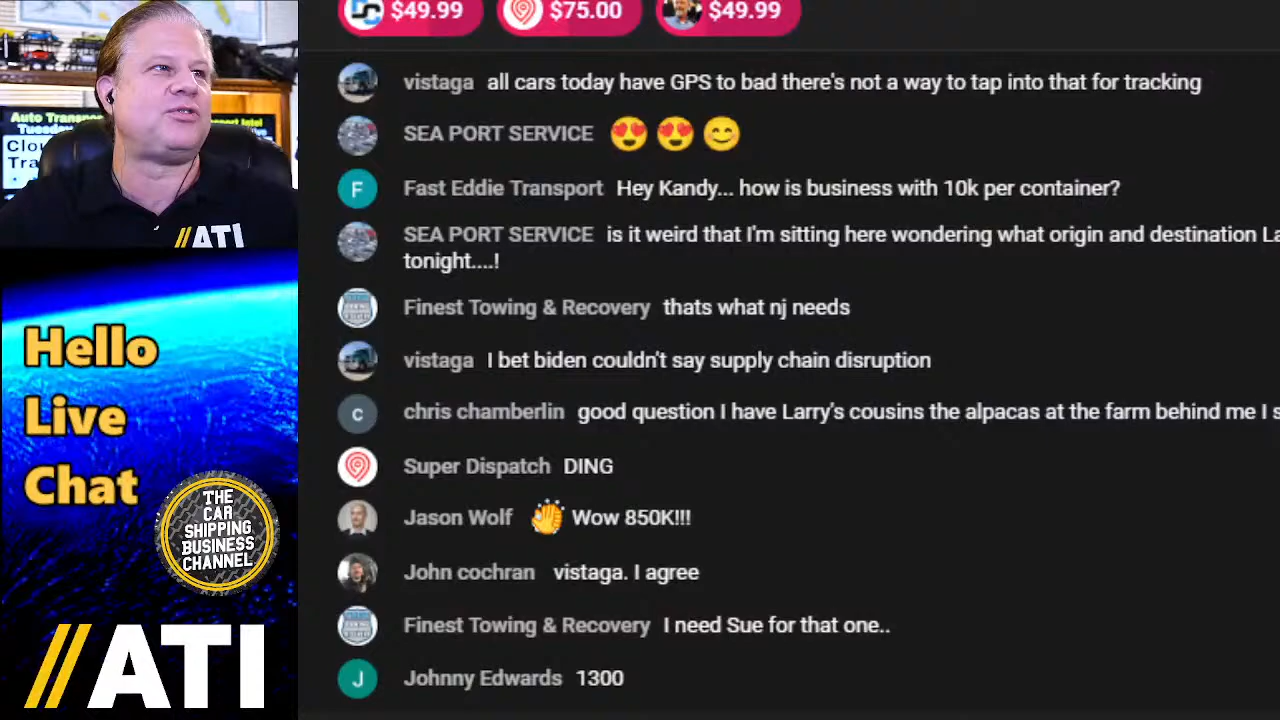 $49.99 $75.00 $49.99
vistaga all cars today have GPS to bad there's not a way to tap into that for tracking
SEA PORT SERVICE 😍😍😊
F Fast Eddie Transport Hey Kandy... how is business with 10k per container?
SEA PORT SERVICE is it weird that I'm sitting here wondering what origin and destination
tonight....!
Finest Towing & Recovery thats what nj needs
vistaga I bet biden couldn't say supply chain disruption
c chris chamberlin good question I have Larry's cousins the alpacas at the farm behind me I
Super Dispatch DING
Jason Wolf 👏 Wow 850K!!!
John cochran vistaga. I agree
Finest Towing & Recovery I need Sue for that one..
J Johnny Edwards 1300
Auto
Tuesday
//ATI
Hello
Live
Chat
THE
CAR
SHIPPING
BUSINESS
CHANNEL
//ATI